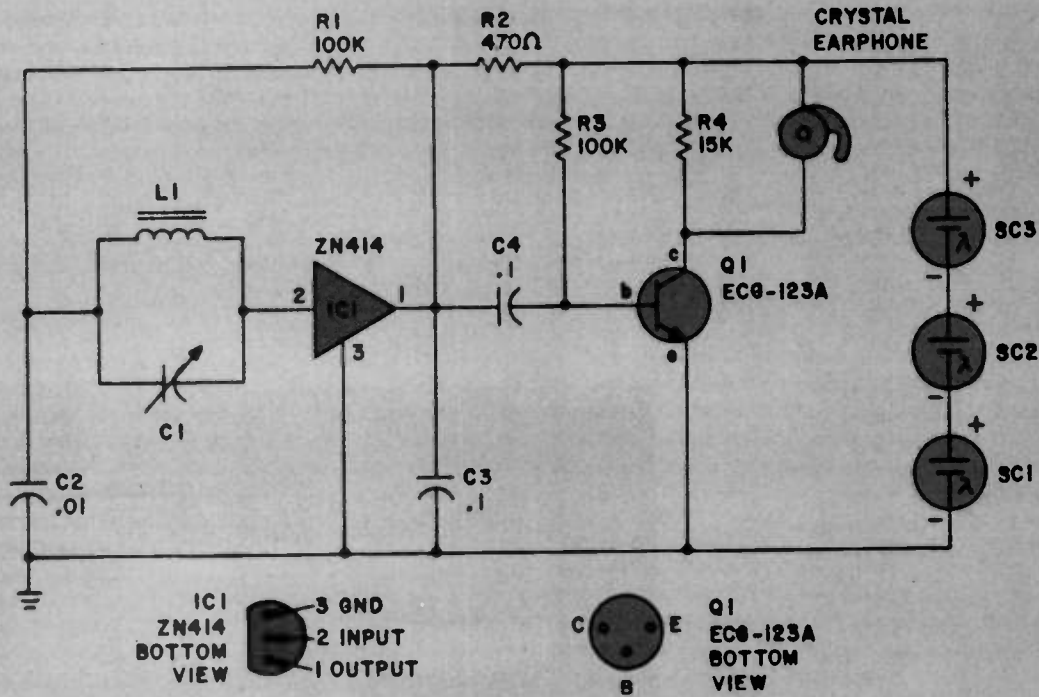 R1
100K
R2
470Ω
CRYSTAL
EARPHONE
R3
100K
R4
15K
L1
ZN414
2
IC1
1
3
C4
.1
b
c
e
Q1
ECG-123A
+
SC3
-
+
SC2
-
+
SC1
-
C1
C2
.01
C3
.1
IC1
ZN414
BOTTOM
VIEW
3 GND
2 INPUT
1 OUTPUT
C
E
B
Q1
ECG-123A
BOTTOM
VIEW
λ
λ
λ